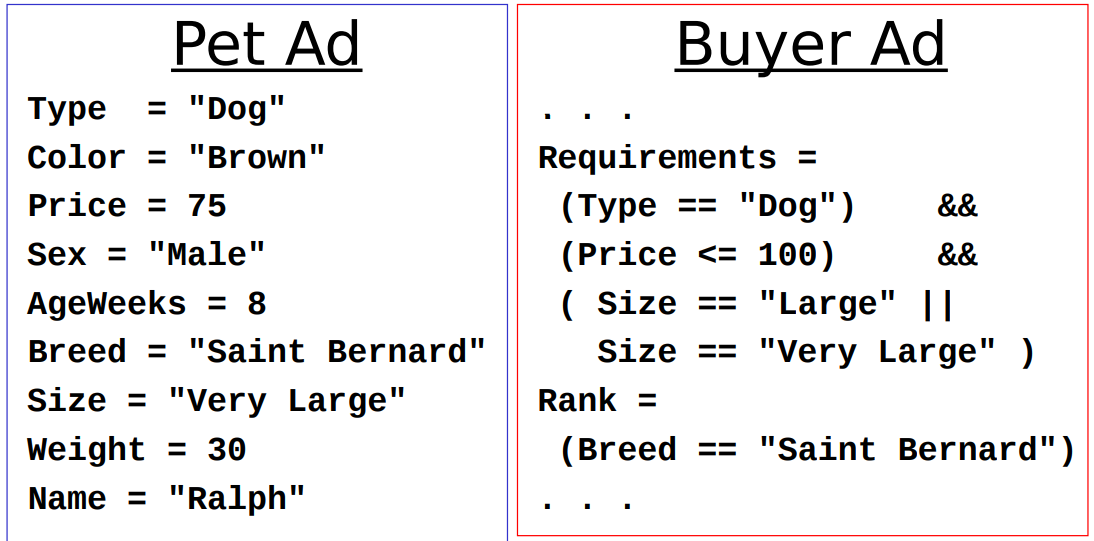 Pet Ad
Type  = "Dog"
Color = "Brown"
Price = 75
Sex = "Male"
AgeWeeks = 8
Breed = "Saint Bernard"
Size = "Very Large"
Weight = 30
Name = "Ralph"
Buyer Ad
. . .
Requirements =
 (Type == "Dog")    &&
 (Price <= 100)     &&
 ( Size == "Large" ||
   Size == "Very Large" )
Rank =
 (Breed == "Saint Bernard")
. . .